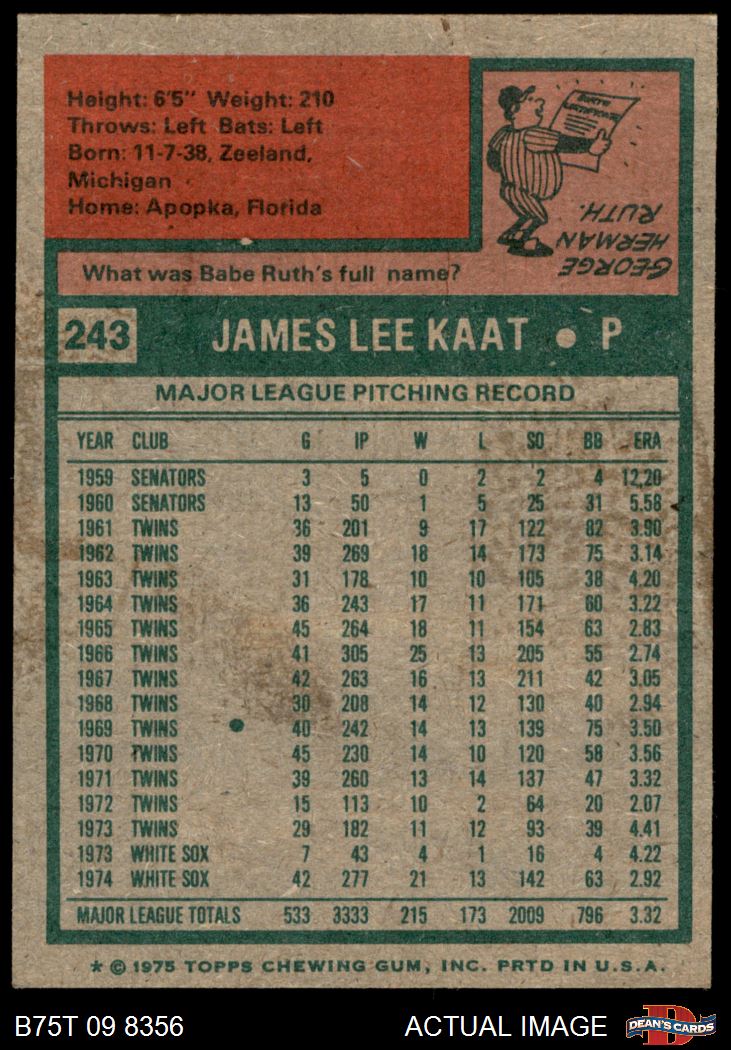 Height: 6'5" Weight: 210
Throws: Left Bats: Left
Born: 11-7-38, Zeeland,
Michigan
Home: Apopka, Florida
BIRTH
CERTIFICATE
GEORGE
HERMAN
RUTH.
What was Babe Ruth's full name?
243 JAMES LEE KAAT ● P
MAJOR LEAGUE PITCHING RECORD
YEAR CLUB G IP W L SO BB ERA
1959 SENATORS 3 5 0 2 2 4 12.20
1960 SENATORS 13 50 1 5 25 31 5.58
1961 TWINS 36 201 9 17 122 82 3.90
1962 TWINS 39 269 18 14 173 75 3.14
1963 TWINS 31 178 10 10 105 38 4.20
1964 TWINS 36 243 17 11 171 60 3.22
1965 TWINS 45 264 18 11 154 63 2.83
1966 TWINS 41 305 25 13 205 55 2.74
1967 TWINS 42 263 16 13 211 42 3.05
1968 TWINS 30 208 14 12 130 40 2.94
1969 TWINS 40 242 14 13 139 75 3.50
1970 TWINS 45 230 14 10 120 58 3.56
1971 TWINS 39 260 13 14 137 47 3.32
1972 TWINS 15 113 10 2 64 20 2.07
1973 TWINS 29 182 11 12 93 39 4.41
1973 WHITE SOX 7 43 4 1 16 4 4.22
1974 WHITE SOX 42 277 21 13 142 63 2.92
MAJOR LEAGUE TOTALS 533 3333 215 173 2009 796 3.32
* © 1975 TOPPS CHEWING GUM, INC. PRTD IN U.S.A.
B75T 09 8356 ACTUAL IMAGE DEAN'S CARDS